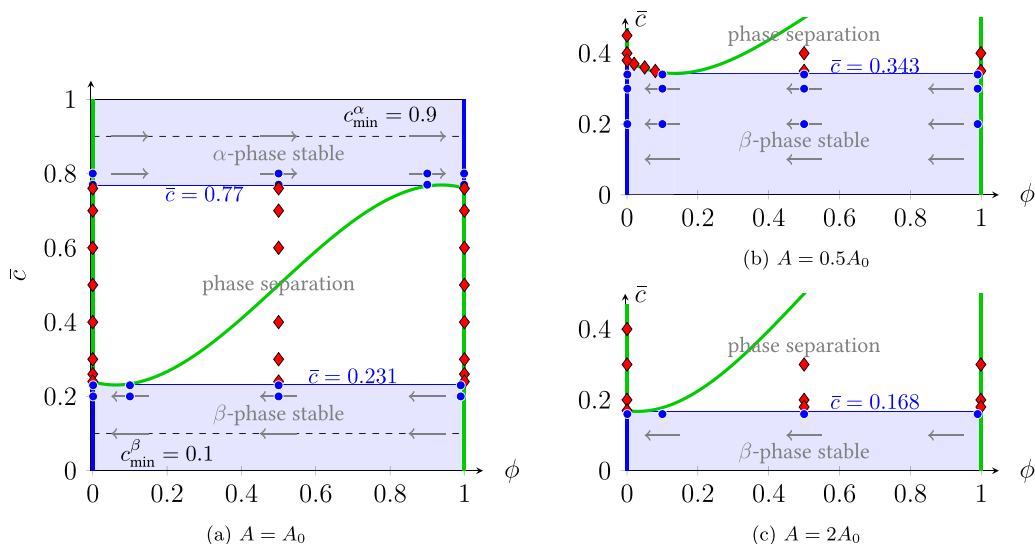 1
0.8
0.6
0.4
0.2
0
c̄
c^α_min = 0.9
α-phase stable
c̄ = 0.77
phase separation
c̄ = 0.231
β-phase stable
c^β_min = 0.1
0 0.2 0.4 0.6 0.8 1 ϕ
(a) A = A₀
c̄
0.4
0.2
0
phase separation
c̄ = 0.343
β-phase stable
0 0.2 0.4 0.6 0.8 1 ϕ
(b) A = 0.5A₀
c̄
0.4
0.2
0
phase separation
c̄ = 0.168
β-phase stable
0 0.2 0.4 0.6 0.8 1 ϕ
(c) A = 2A₀